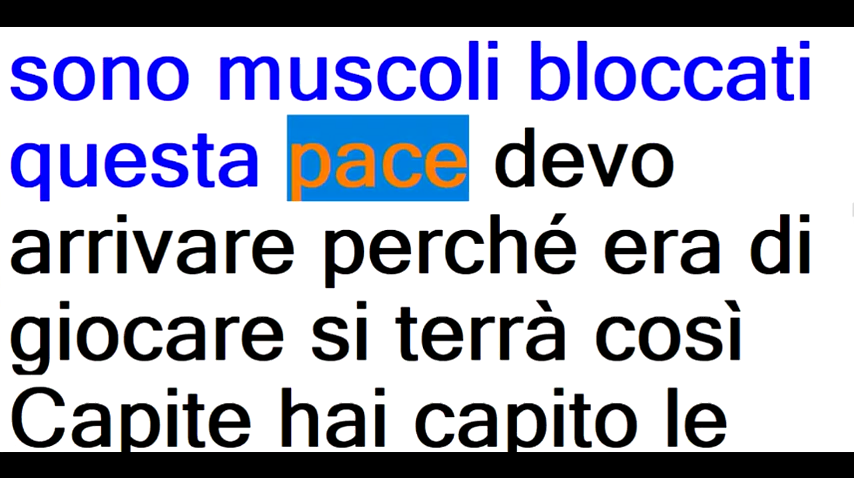 sono muscoli bloccati
questa pace devo
arrivare perché era di
giocare si terrà così
Capite hai capito le